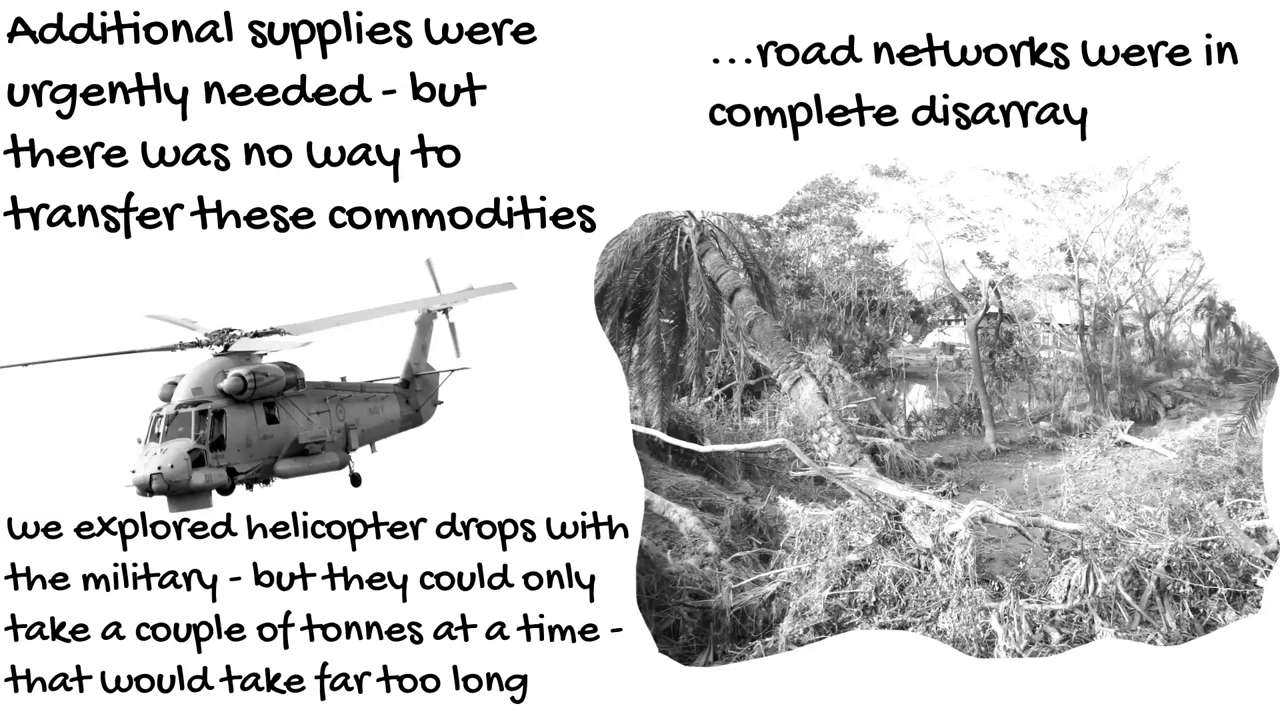 Additional supplies were
urgently needed - but
there was no way to
transfer these commodities
...road networks were in
complete disarray
NAVY
we explored helicopter drops with
the military - but they could only
take a couple of tonnes at a time -
that would take far too long